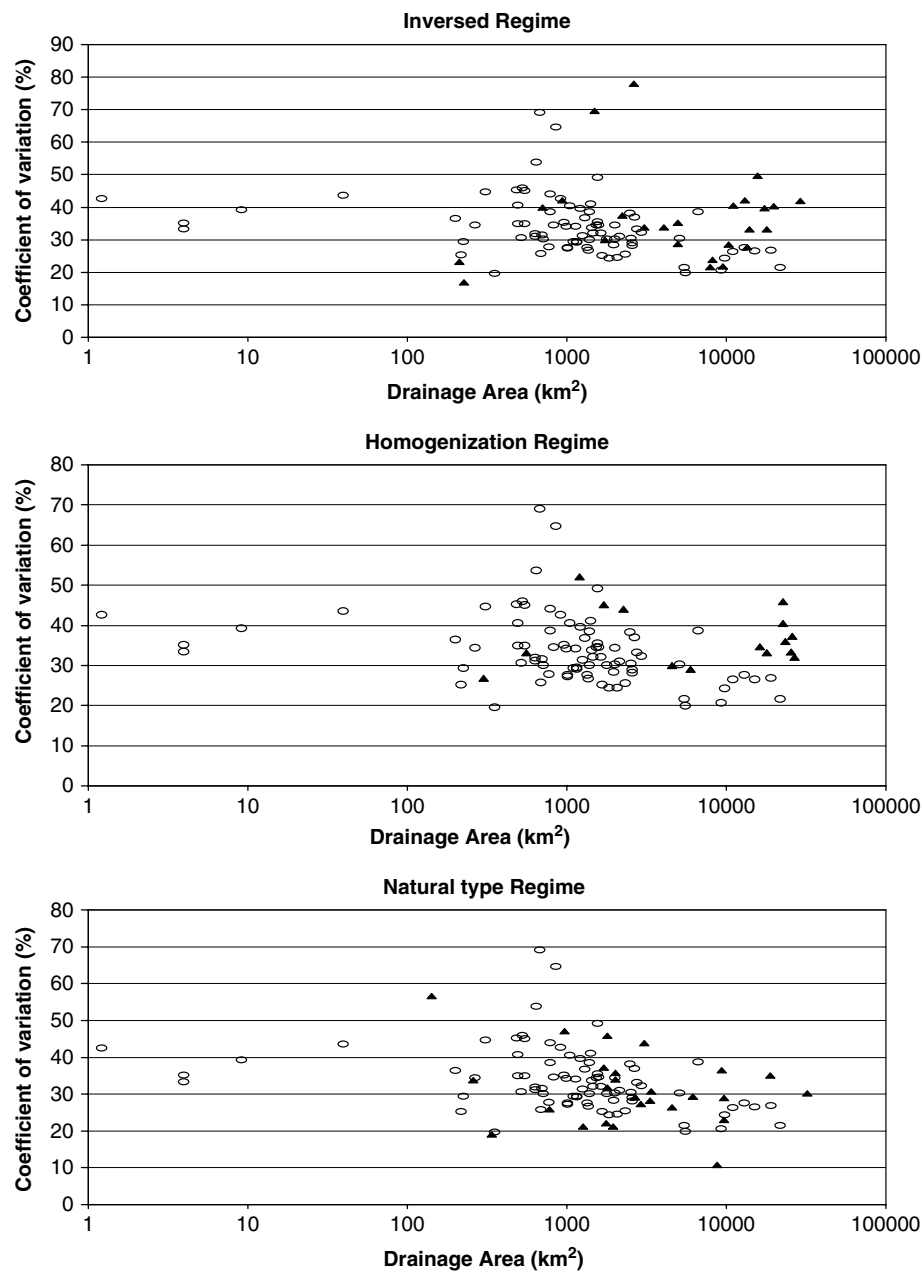 Inversed Regime
Coefficient of variation (%)
90
80
70
60
50
40
30
20
10
0
1 10 100 1000 10000 100000
Drainage Area (km²)
Homogenization Regime
Coefficient of variation (%)
80
70
60
50
40
30
20
10
0
1 10 100 1000 10000 100000
Drainage Area (km²)
Natural type Regime
Coefficient of variation (%)
80
70
60
50
40
30
20
10
0
1 10 100 1000 10000 100000
Drainage Area (km²)